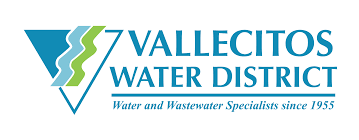 VALLECITOS
WATER DISTRICT
Water and Wastewater Specialists since 1955